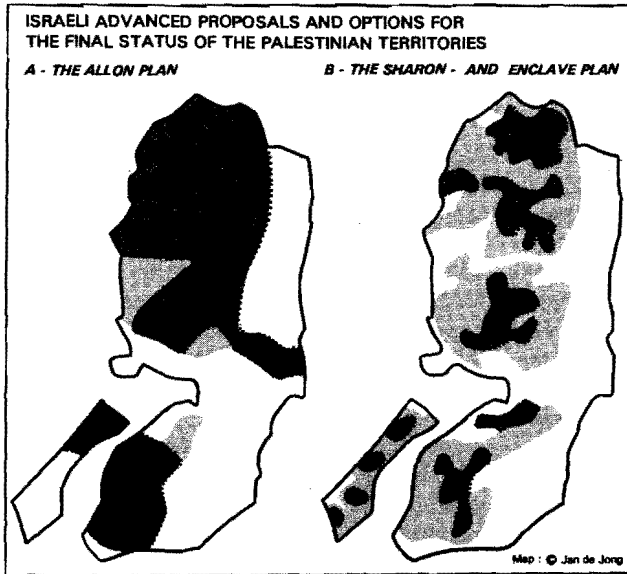 ISRAELI ADVANCED PROPOSALS AND OPTIONS FOR
THE FINAL STATUS OF THE PALESTINIAN TERRITORIES
A - THE ALLON PLAN
B - THE SHARON - AND ENCLAVE PLAN
Map : © Jan de Jong